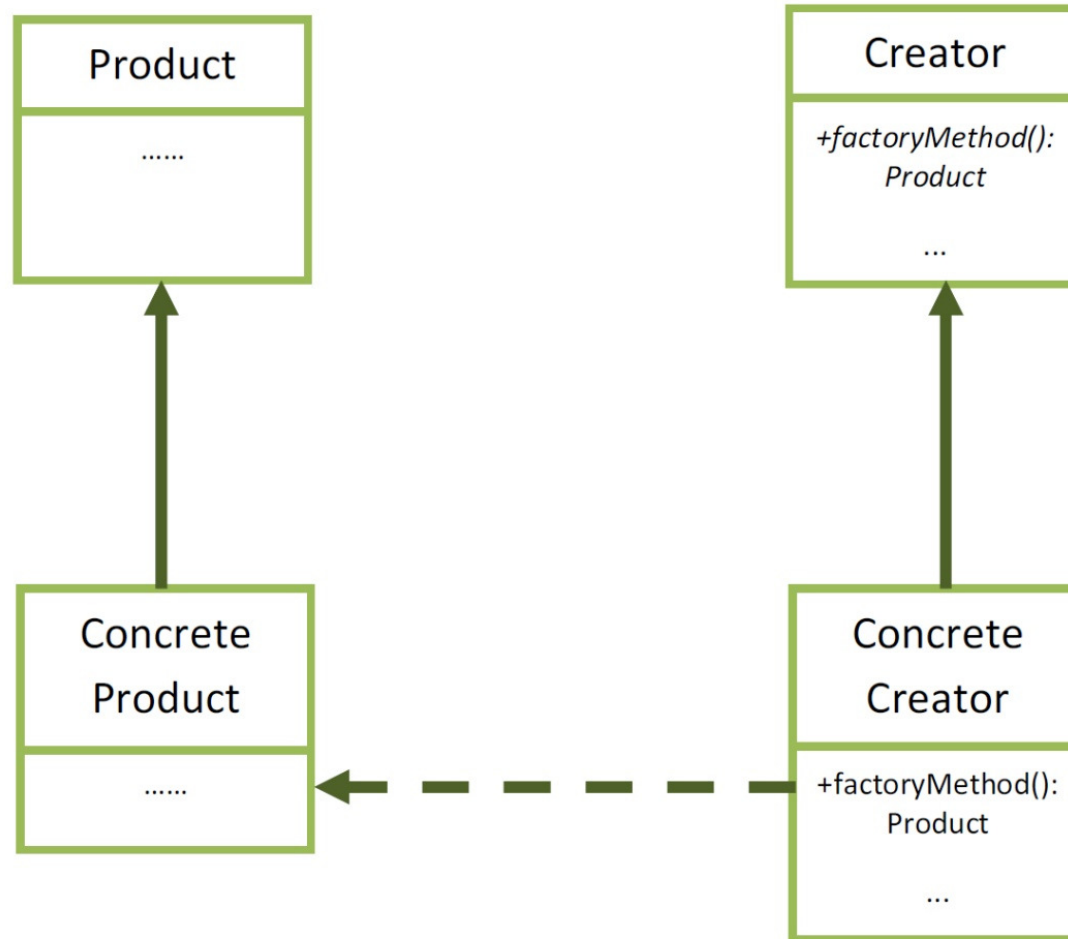 Product
......
Creator
+factoryMethod():
Product
...
Concrete
Product
......
Concrete
Creator
+factoryMethod():
Product
...